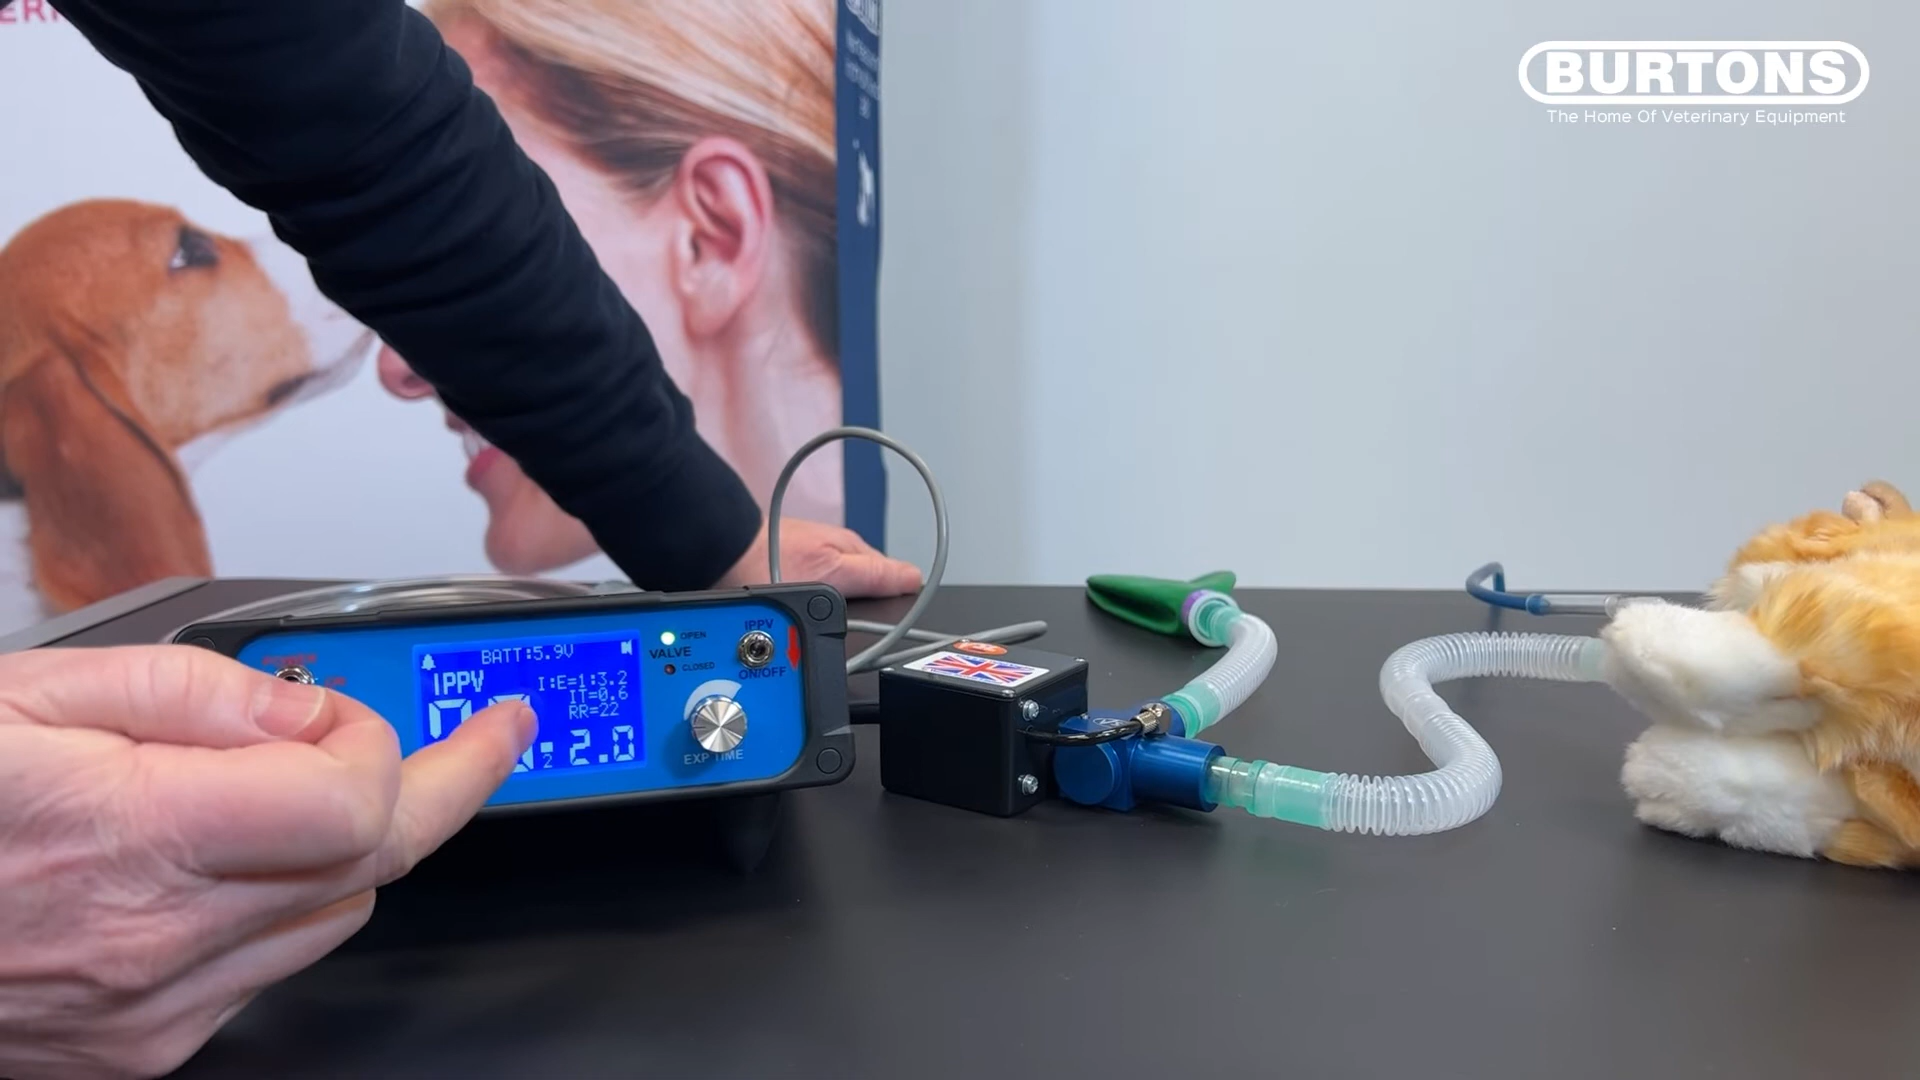 BURTONS
The Home Of Veterinary Equipment
BATT:5.9V
IPPV
I:E=1:3.2
IT=0.6
RR=22
2.0
OPEN
VALVE
CLOSED
IPPV
ON/OFF
EXP TIME
POWER